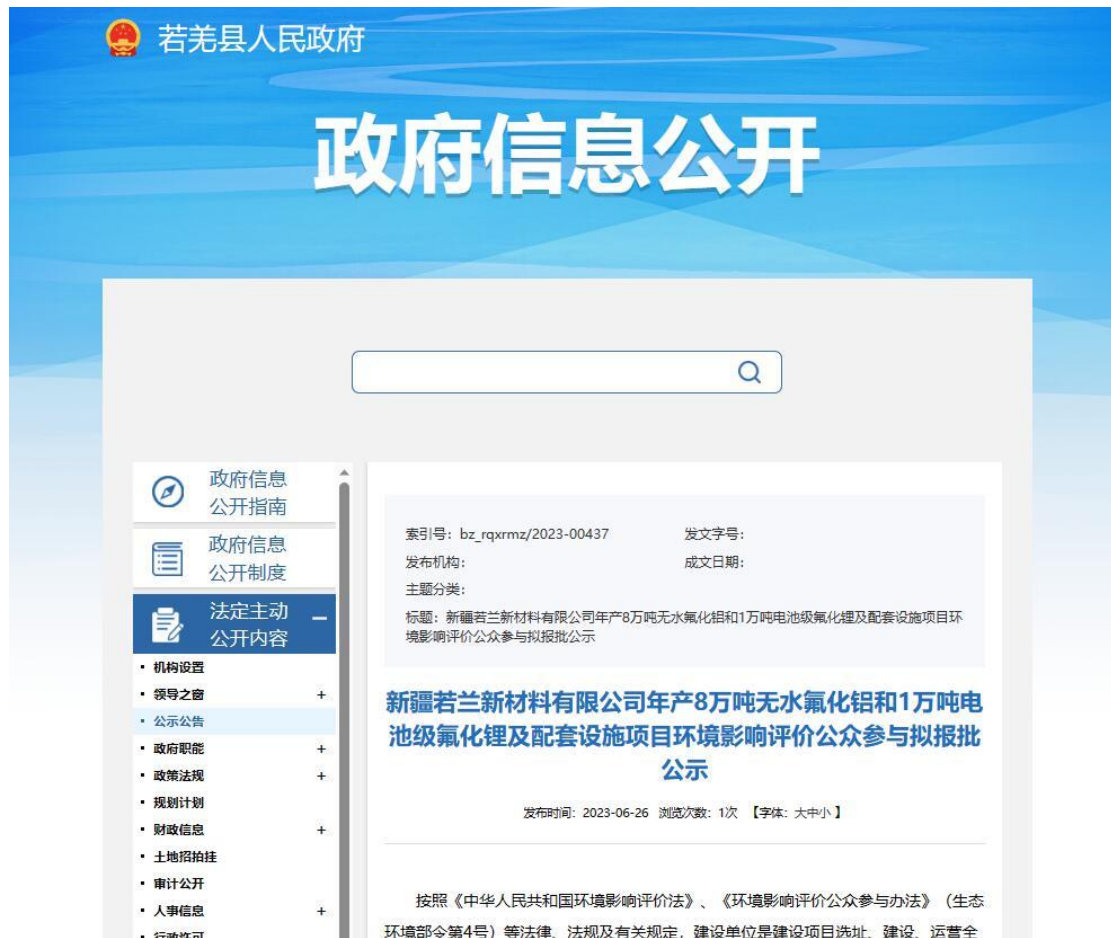 若羌县人民政府
政府信息公开
政府信息
公开指南
政府信息
公开制度
法定主动
公开内容
机构设置
领导之窗 +
公示公告
政府职能 +
政策法规 +
规划计划
财政信息 +
土地招拍挂
审计公开
人事信息 +
行政许可
索引号：bz_rqxrmz/2023-00437 发文字号：
发布机构： 成文日期：
主题分类：
标题：新疆若兰新材料有限公司年产8万吨无水氟化铝和1万吨电池级氟化锂及配套设施项目环
境影响评价公众参与拟报批公示
新疆若兰新材料有限公司年产8万吨无水氟化铝和1万吨电
池级氟化锂及配套设施项目环境影响评价公众参与拟报批
公示
发布时间：2023-06-26 浏览次数：1次 【字体：大中小】
按照《中华人民共和国环境影响评价法》、《环境影响评价公众参与办法》（生态
环境部令第4号）等法律、法规及有关规定，建设单位是建设项目选址、建设、运营全